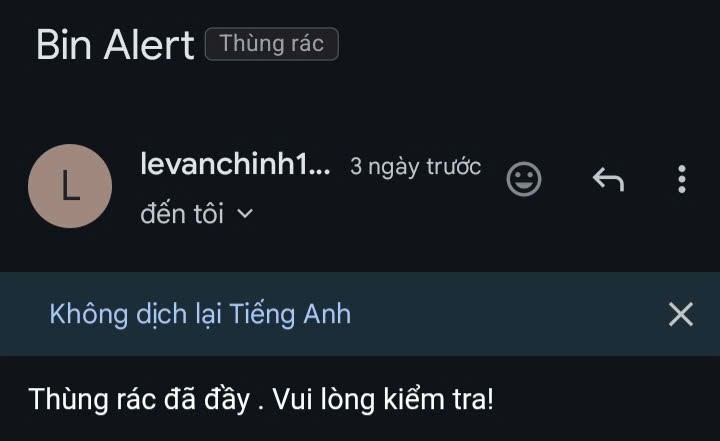 Bin Alert Thùng rác
L
levanchinh1... 3 ngày trước
đến tôi
Không dịch lại Tiếng Anh
Thùng rác đã đầy . Vui lòng kiểm tra!